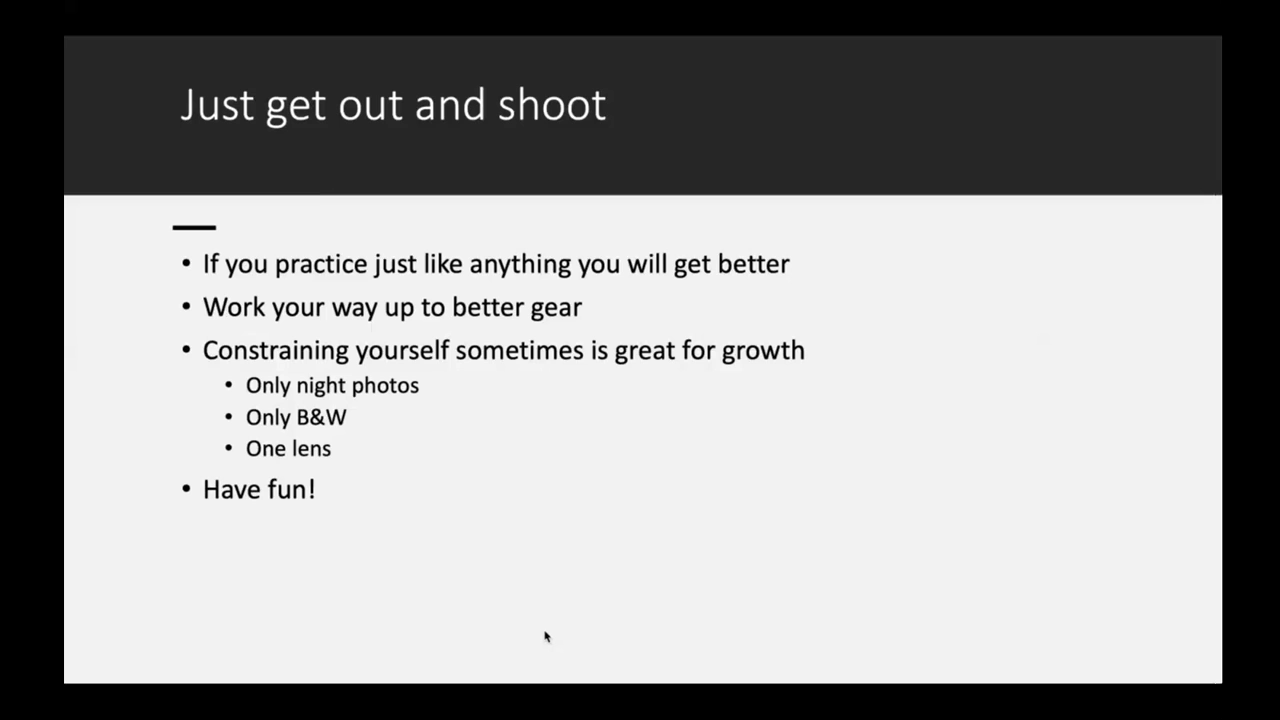 Just get out and shoot
• If you practice just like anything you will get better
• Work your way up to better gear
• Constraining yourself sometimes is great for growth
• Only night photos
• Only B&W
• One lens
• Have fun!